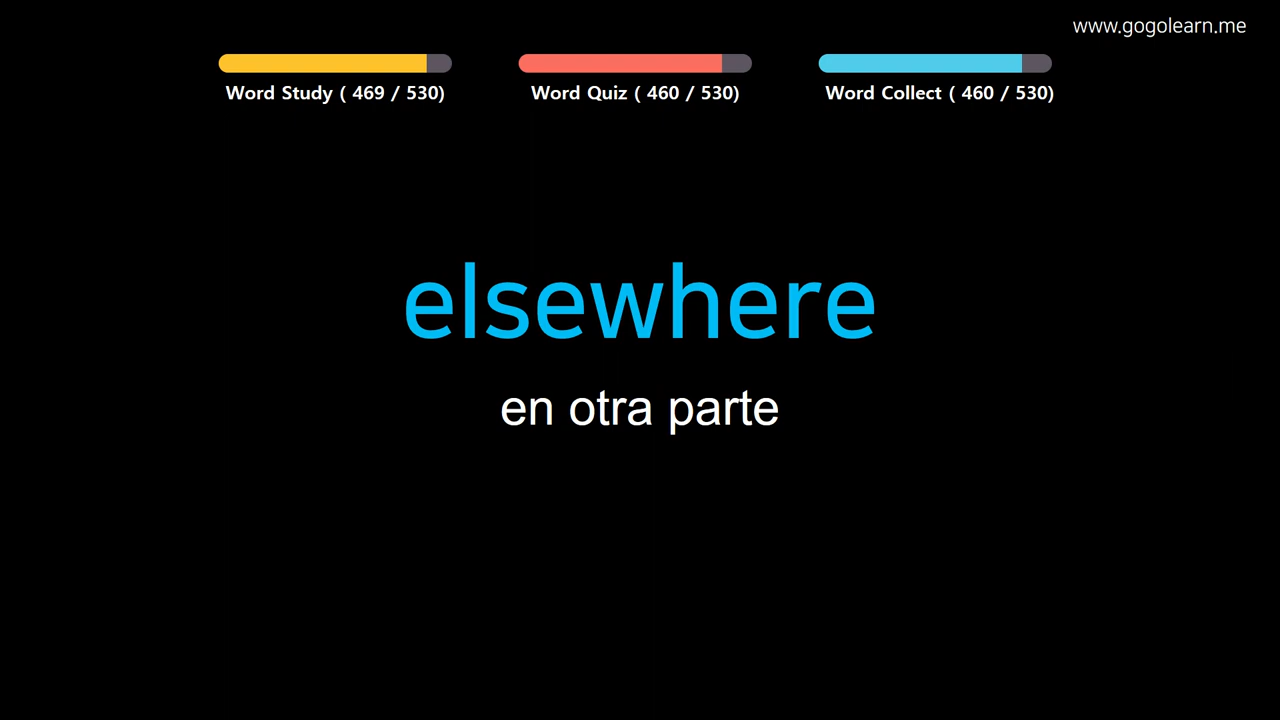 www.gogolearn.me
Word Study ( 469 / 530)
Word Quiz ( 460 / 530)
Word Collect ( 460 / 530)
elsewhere
en otra parte